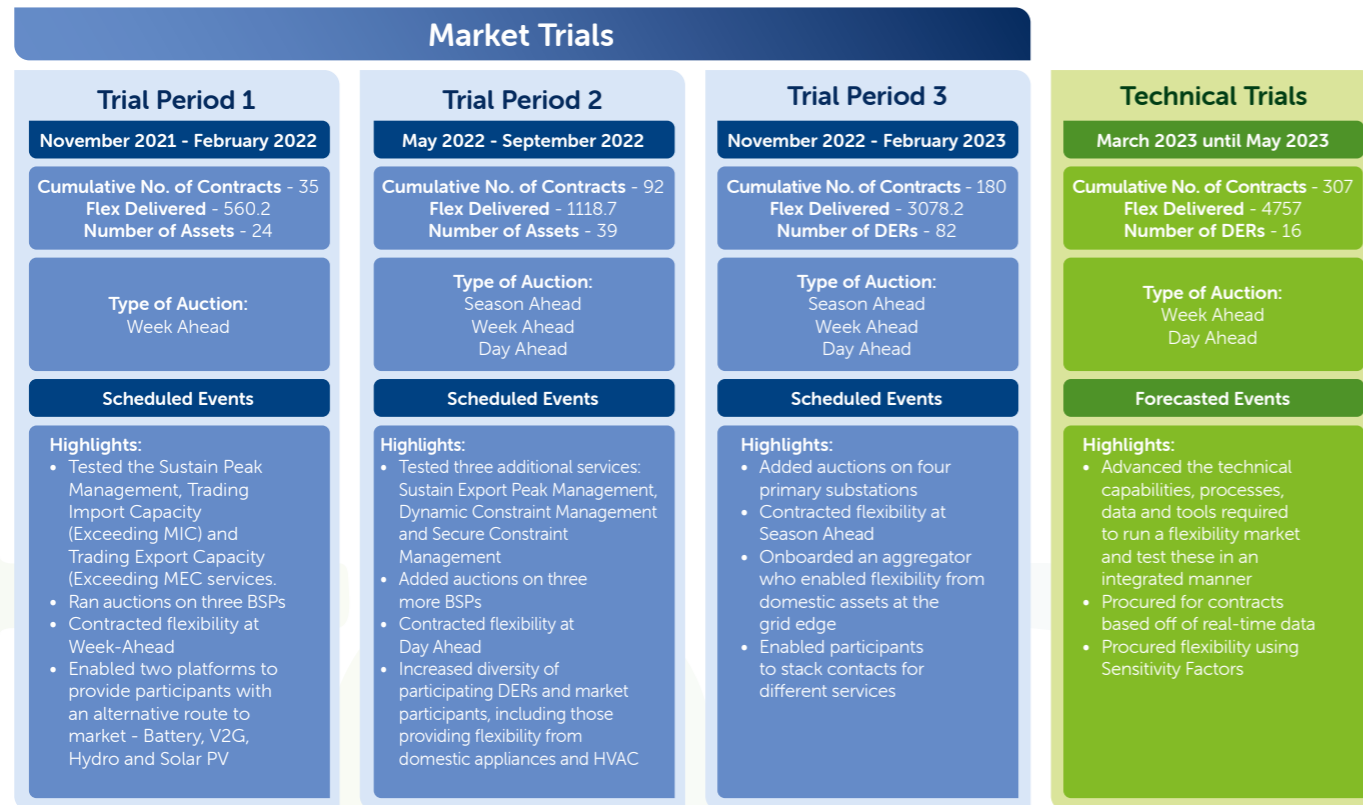 Market Trials
Trial Period 1
November 2021 - February 2022
Cumulative No. of Contracts - 35
Flex Delivered - 560.2
Number of Assets - 24
Type of Auction:
Week Ahead
Scheduled Events
Highlights:
• Tested the Sustain Peak
Management, Trading
Import Capacity
(Exceeding MIC) and
Trading Export Capacity
(Exceeding MEC services.
• Ran auctions on three BSPs
• Contracted flexibility at
Week-Ahead
• Enabled two platforms to
provide participants with
an alternative route to
market - Battery, V2G,
Hydro and Solar PV
Trial Period 2
May 2022 - September 2022
Cumulative No. of Contracts - 92
Flex Delivered - 1118.7
Number of Assets - 39
Type of Auction:
Season Ahead
Week Ahead
Day Ahead
Scheduled Events
Highlights:
• Tested three additional services:
Sustain Export Peak Management,
Dynamic Constraint Management
and Secure Constraint
Management
• Added auctions on three
more BSPs
• Contracted flexibility at
Day Ahead
• Increased diversity of
participating DERs and market
participants, including those
providing flexibility from
domestic appliances and HVAC
Trial Period 3
November 2022 - February 2023
Cumulative No. of Contracts - 180
Flex Delivered - 3078.2
Number of DERs - 82
Type of Auction:
Season Ahead
Week Ahead
Day Ahead
Scheduled Events
Highlights:
• Added auctions on four
primary substations
• Contracted flexibility at
Season Ahead
• Onboarded an aggregator
who enabled flexibility from
domestic assets at the
grid edge
• Enabled participants
to stack contacts for
different services
Technical Trials
March 2023 until May 2023
Cumulative No. of Contracts - 307
Flex Delivered - 4757
Number of DERs - 16
Type of Auction:
Week Ahead
Day Ahead
Forecasted Events
Highlights:
• Advanced the technical
capabilities, processes,
data and tools required
to run a flexibility market
and test these in an
integrated manner
• Procured for contracts
based off of real-time data
• Procured flexibility using
Sensitivity Factors